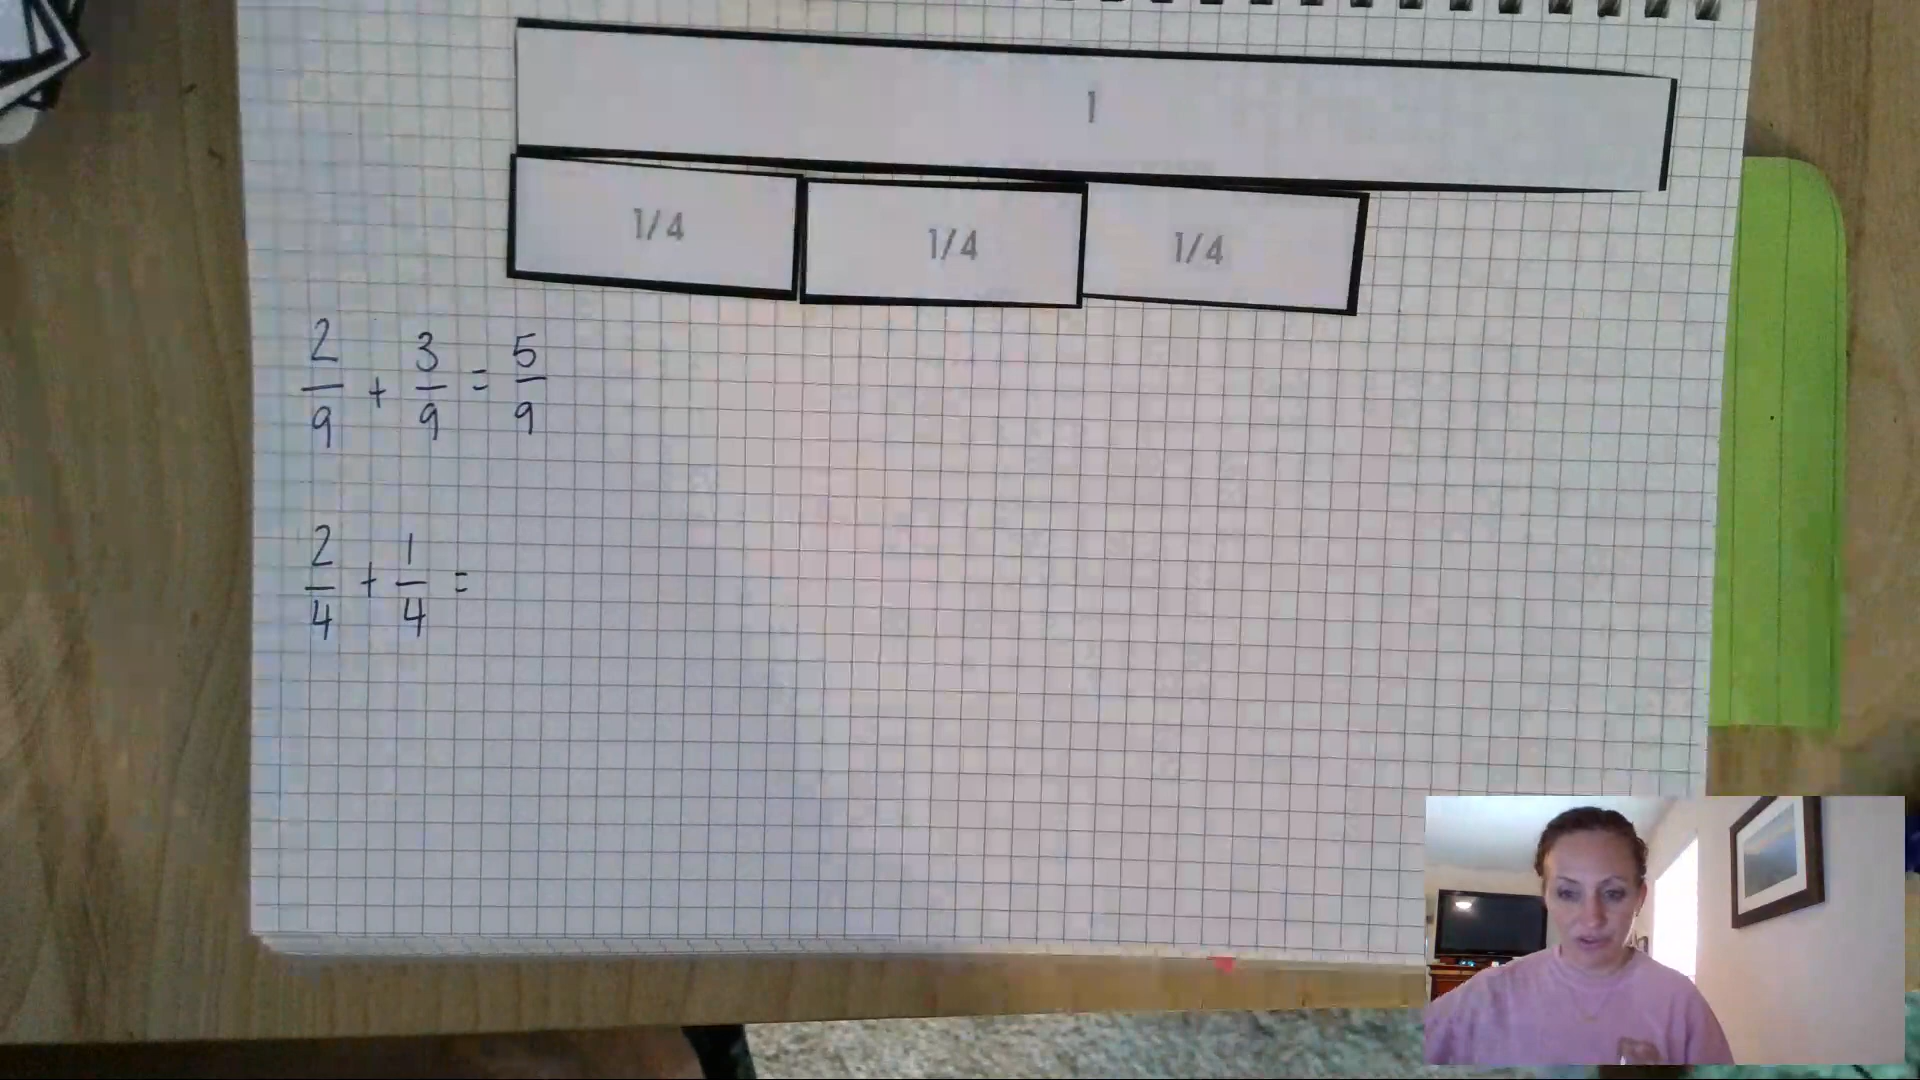 1
1/4 1/4 1/4
2/9 + 3/9 = 5/9
2/4 + 1/4 =